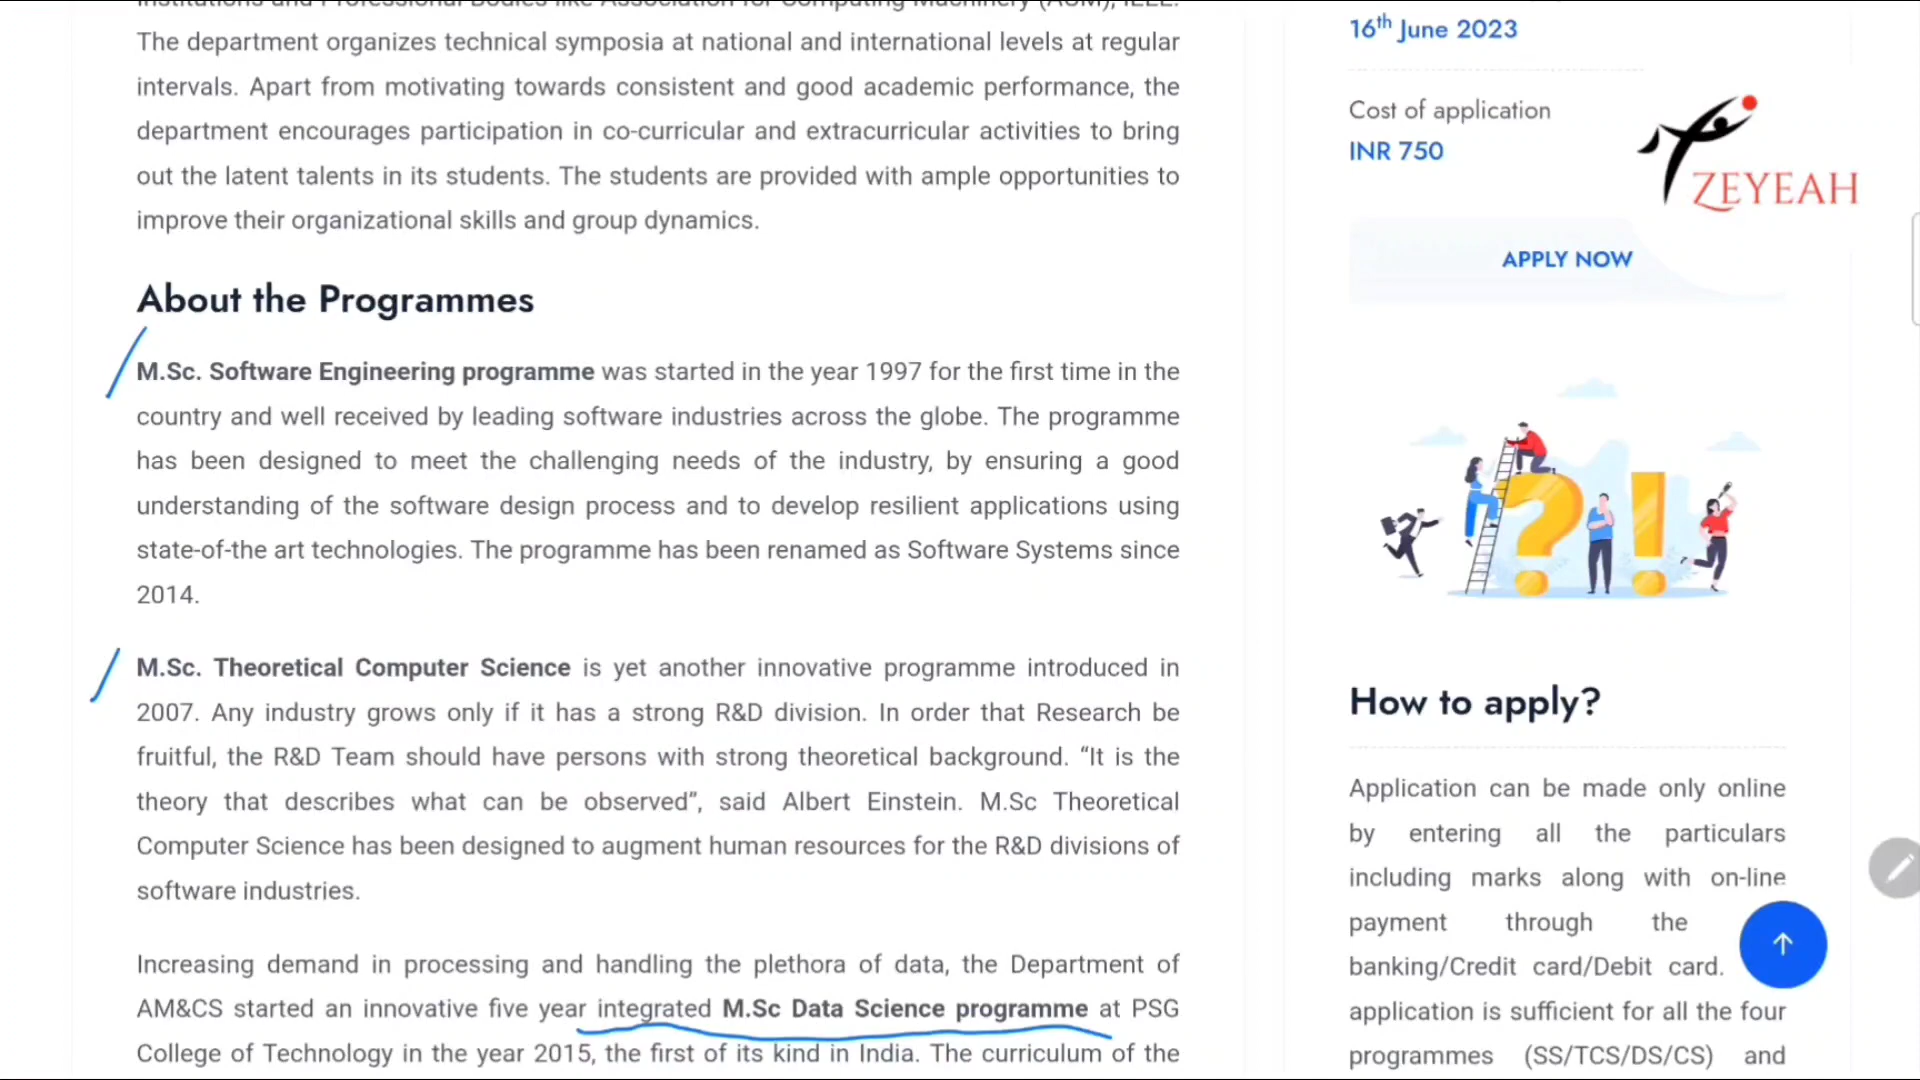 Institutions and Professional Bodies like Association for Computing Machinery (ACM), IEEE.
The department organizes technical symposia at national and international levels at regular
intervals. Apart from motivating towards consistent and good academic performance, the
department encourages participation in co-curricular and extracurricular activities to bring
out the latent talents in its students. The students are provided with ample opportunities to
improve their organizational skills and group dynamics.
About the Programmes
M.Sc. Software Engineering programme was started in the year 1997 for the first time in the
country and well received by leading software industries across the globe. The programme
has been designed to meet the challenging needs of the industry, by ensuring a good
understanding of the software design process and to develop resilient applications using
state-of-the art technologies. The programme has been renamed as Software Systems since
2014.
M.Sc. Theoretical Computer Science is yet another innovative programme introduced in
2007. Any industry grows only if it has a strong R&D division. In order that Research be
fruitful, the R&D Team should have persons with strong theoretical background. “It is the
theory that describes what can be observed”, said Albert Einstein. M.Sc Theoretical
Computer Science has been designed to augment human resources for the R&D divisions of
software industries.
Increasing demand in processing and handling the plethora of data, the Department of
AM&CS started an innovative five year integrated M.Sc Data Science programme at PSG
College of Technology in the year 2015, the first of its kind in India. The curriculum of the
16th June 2023
Cost of application
INR 750
ZEYEAH
APPLY NOW
?!
How to apply?
Application can be made only online
by entering all the particulars
including marks along with on-line
payment through the
banking/Credit card/Debit card.
application is sufficient for all the four
programmes (SS/TCS/DS/CS) and